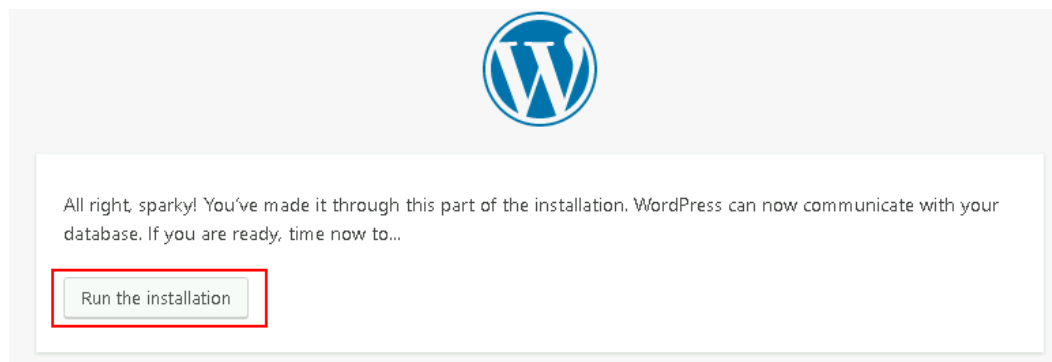 All right, sparky! You've made it through this part of the installation. WordPress can now communicate with your
database. If you are ready, time now to...
Run the installation